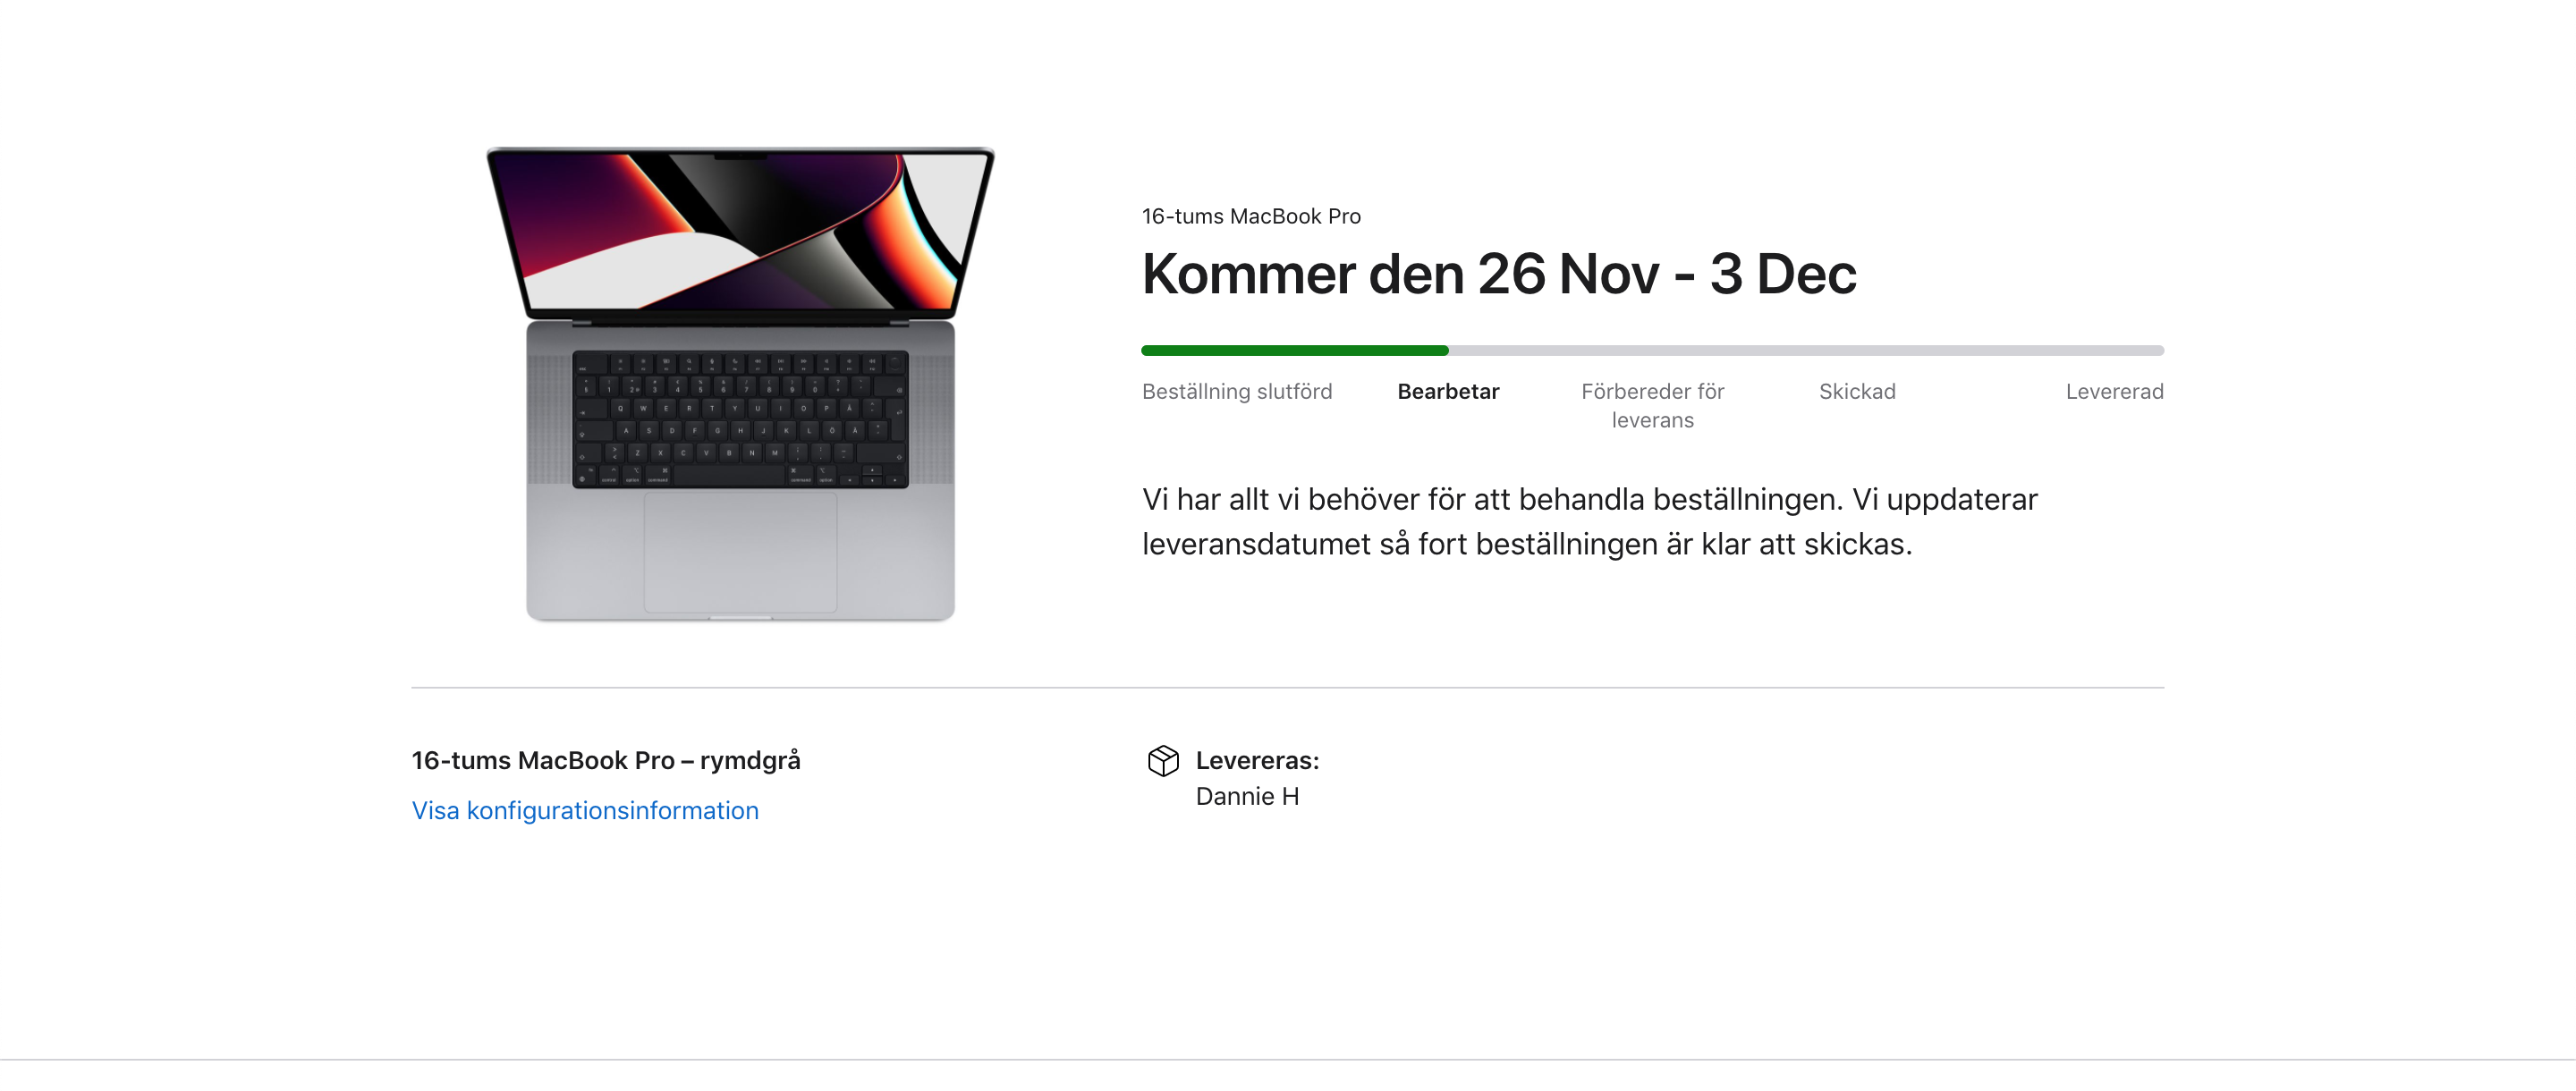 16-tums MacBook Pro
Kommer den 26 Nov - 3 Dec
Beställning slutförd
Bearbetar
Förbereder för
leverans
Skickad
Levererad
Vi har allt vi behöver för att behandla beställningen. Vi uppdaterar
leveransdatumet så fort beställningen är klar att skickas.
16-tums MacBook Pro – rymdgrå
Visa konfigurationsinformation
Levereras:
Dannie H